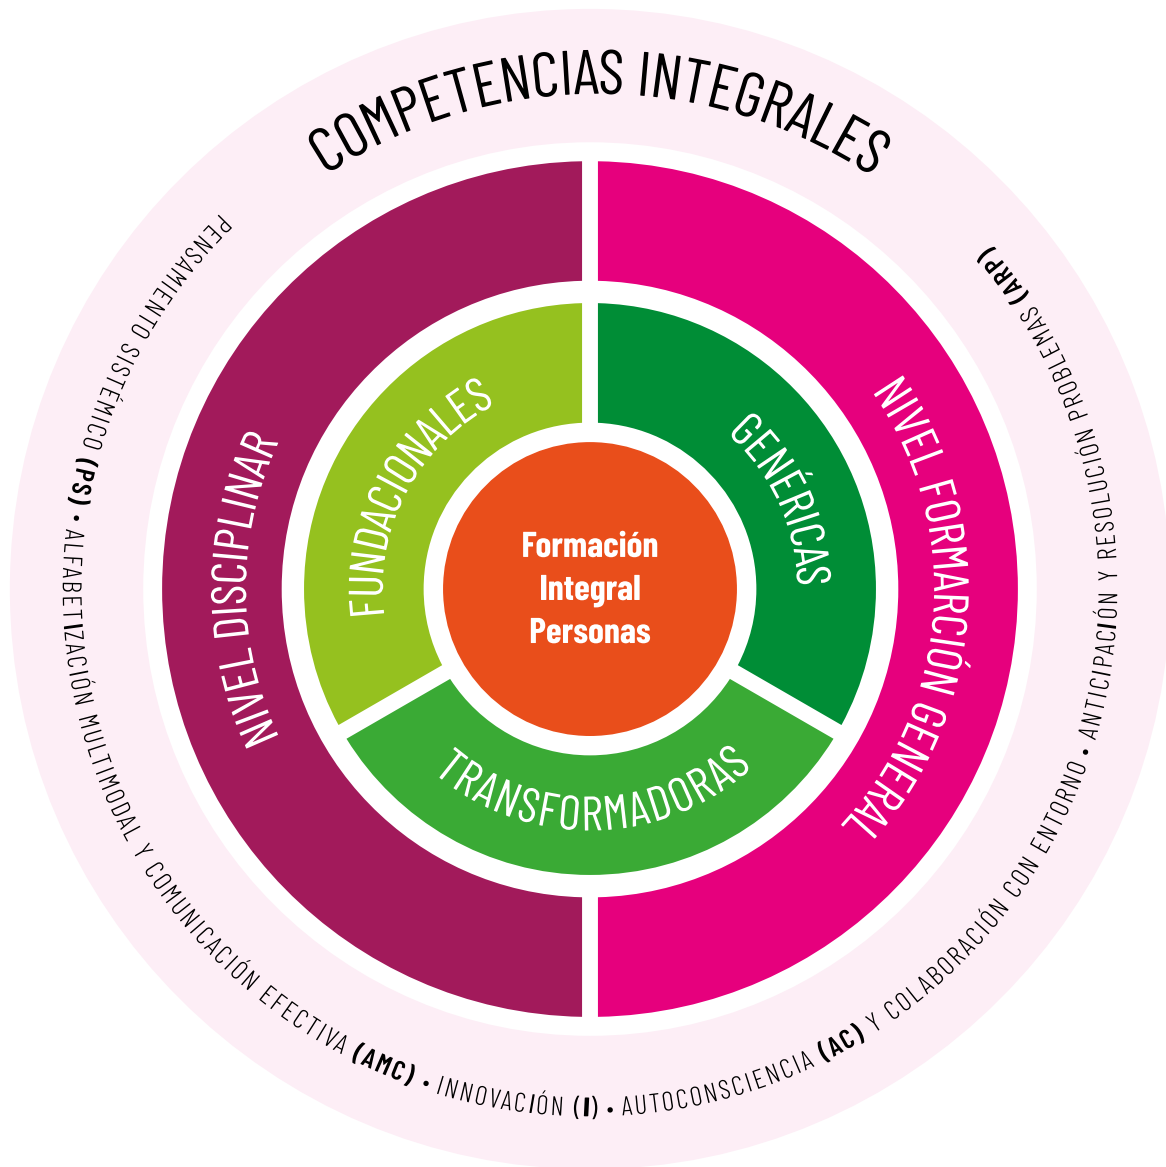 COMPETENCIAS INTEGRALES
PENSAMIENTO SISTÉMICO (PS) • ALFABETIZACIÓN MULTIMODAL Y COMUNICACIÓN EFECTIVA (AMC) • INNOVACIÓN (I) • AUTOCONSCIENCIA (AC) Y COLABORACIÓN CON ENTORNO • ANTICIPACIÓN Y RESOLUCIÓN PROBLEMAS (ARP)
NIVEL DISCIPLINAR
NIVEL FORMARCIÓN GENERAL
FUNDACIONALES
GENÉRICAS
TRANSFORMADORAS
Formación
Integral
Personas